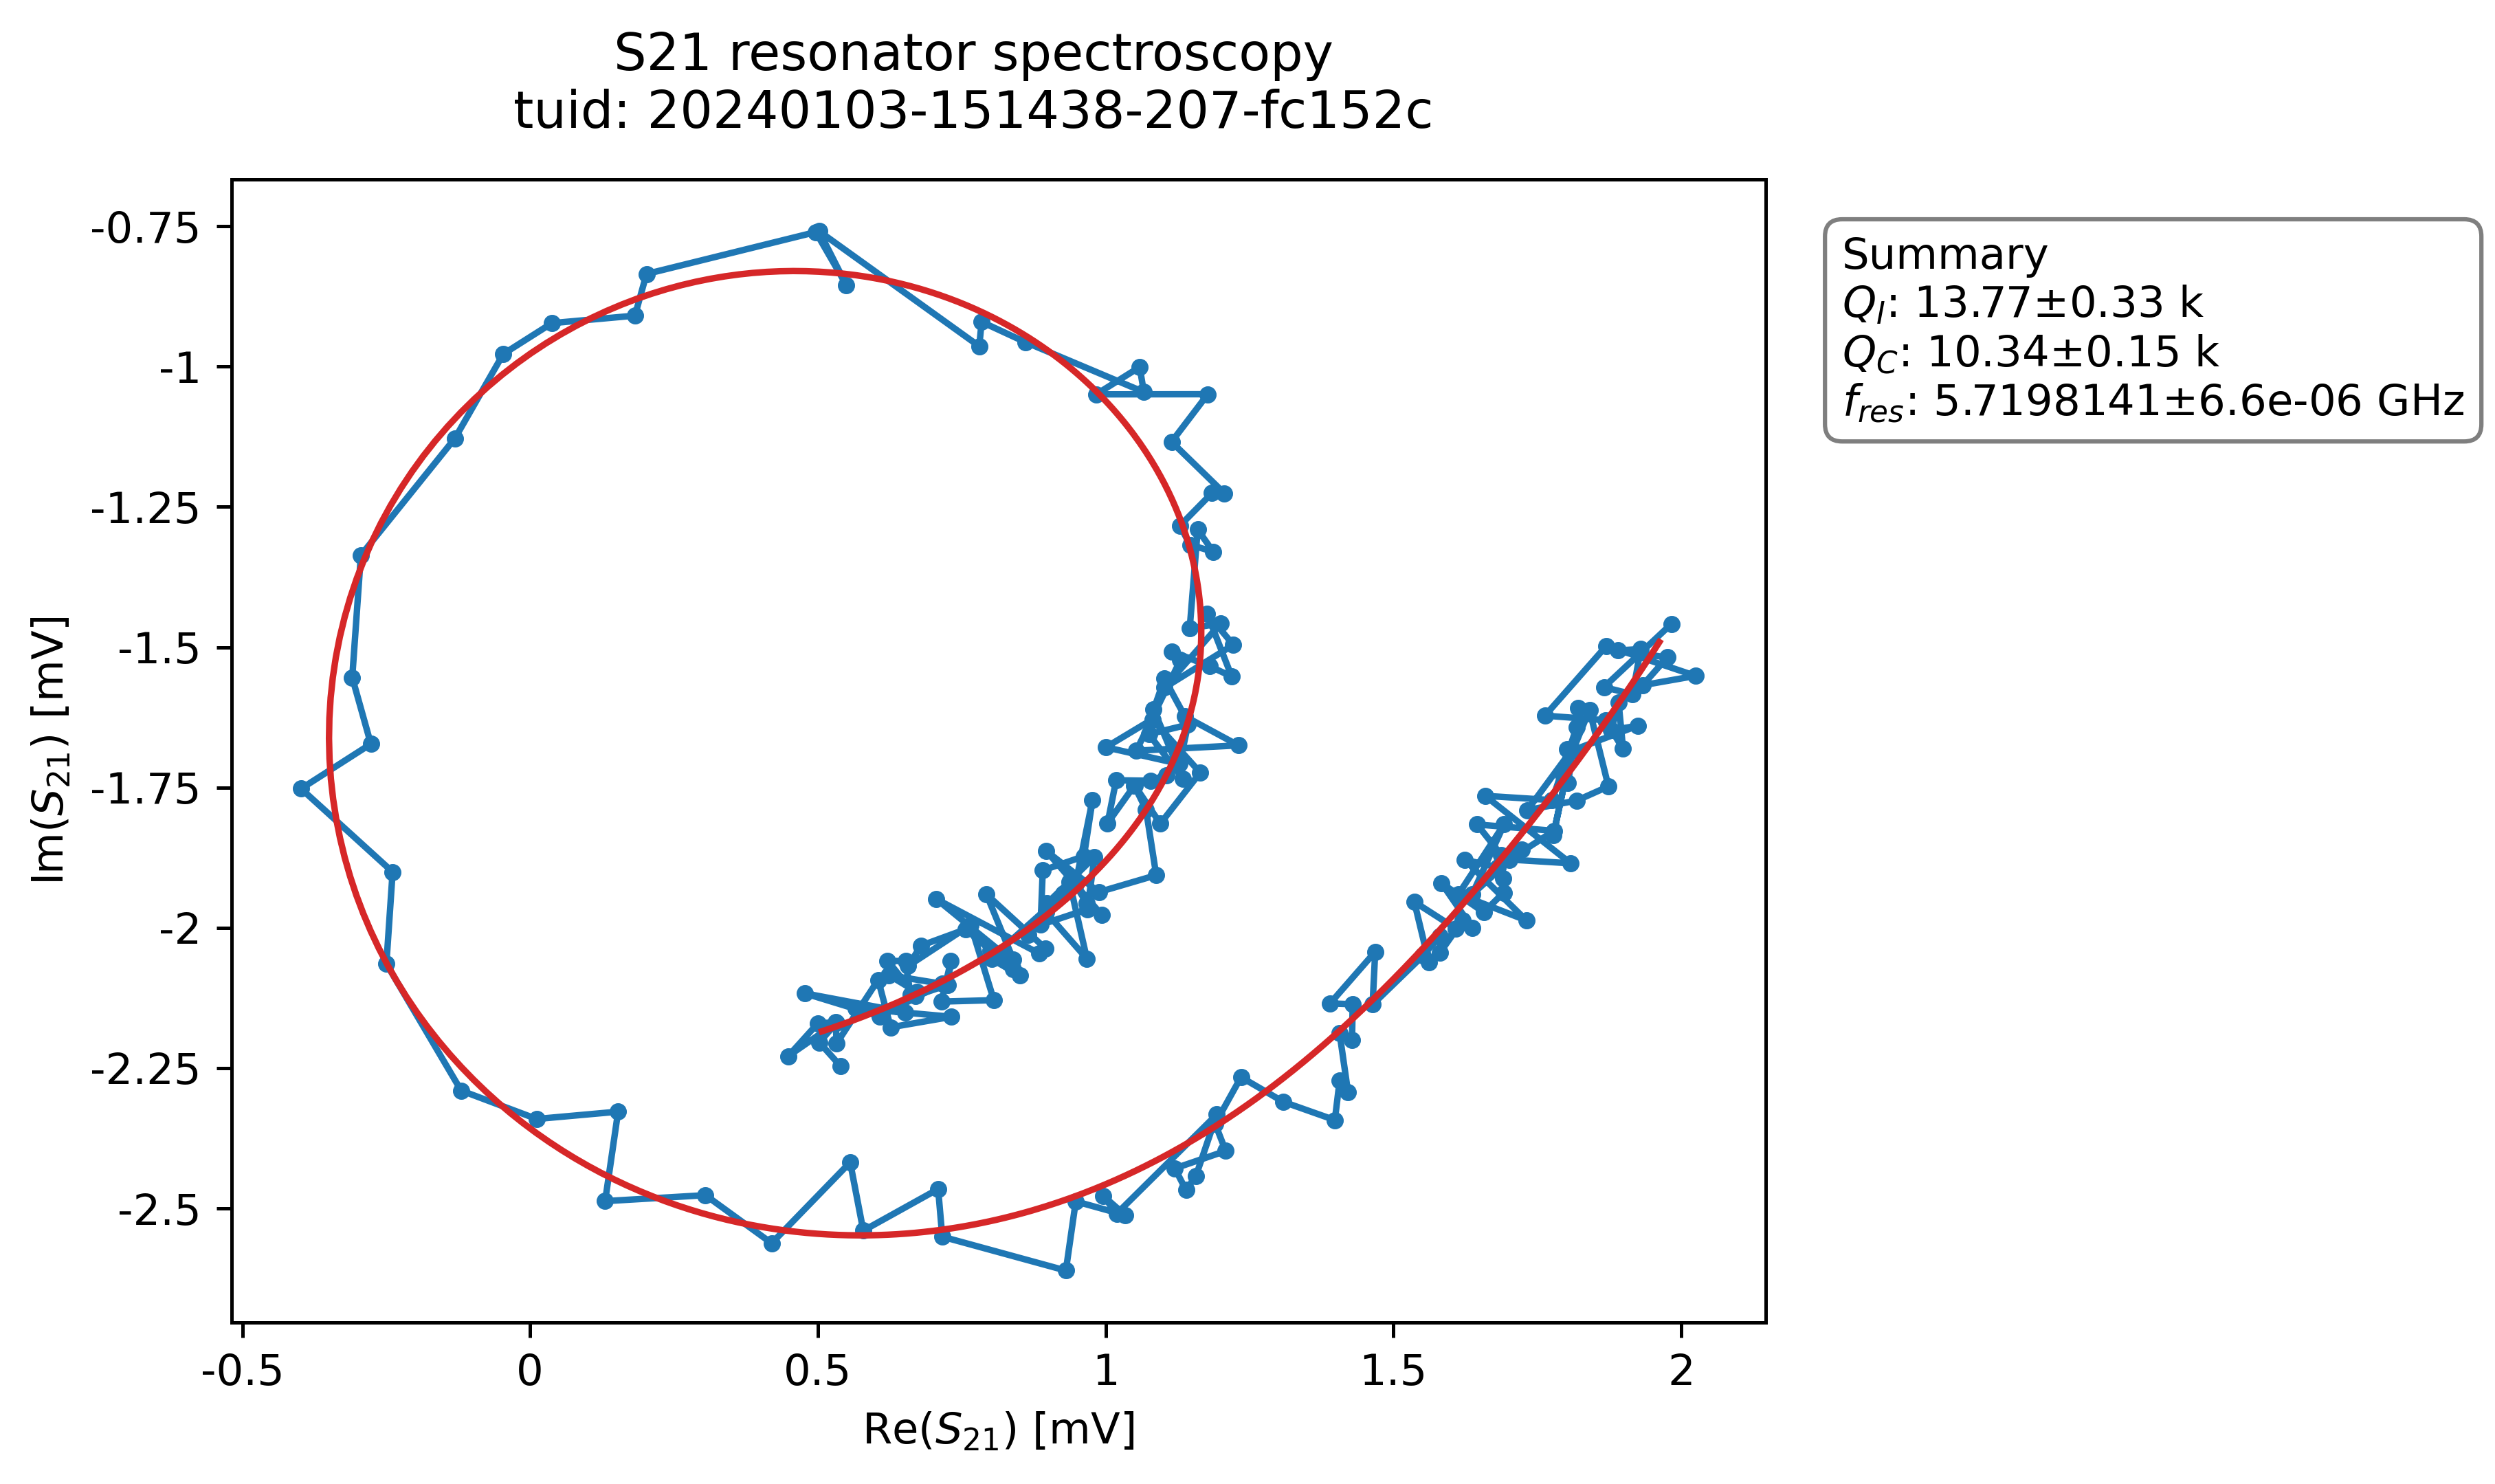 S21 resonator spectroscopy
tuid: 20240103-151438-207-fc152c
-0.75
-1
-1.25
-1.5
-1.75
-2
-2.25
-2.5
Im(S21) [mV]
-0.5 0 0.5 1 1.5 2
Re(S21) [mV]
Summary
QI: 13.77±0.33 k
QC: 10.34±0.15 k
fres: 5.7198141±6.6e-06 GHz